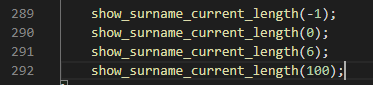 289 show_surname_current_length(-1);
290 show_surname_current_length(0);
291 show_surname_current_length(6);
292 show_surname_current_length(100);